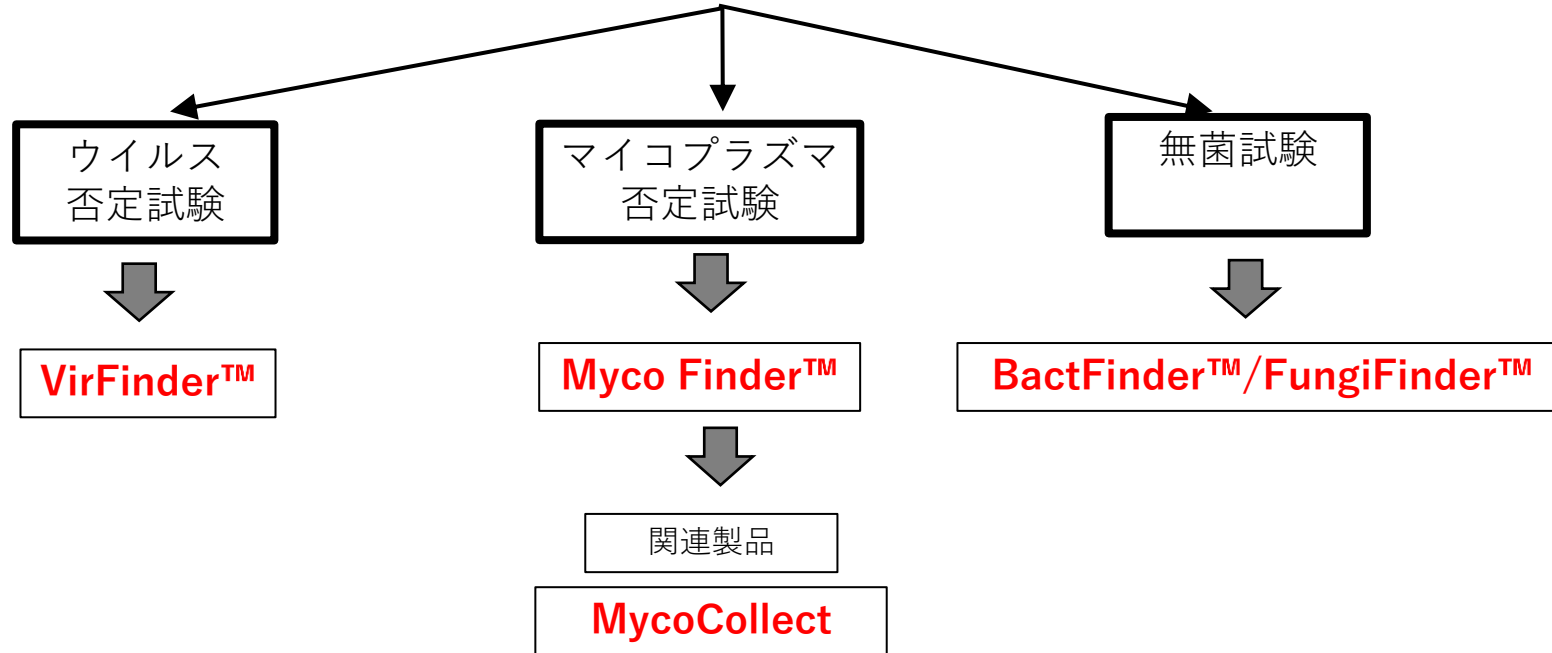 ウイルス
否定試験
マイコプラズマ
否定試験
無菌試験
VirFinder™
Myco Finder™
BactFinder™/FungiFinder™
関連製品
MycoCollect